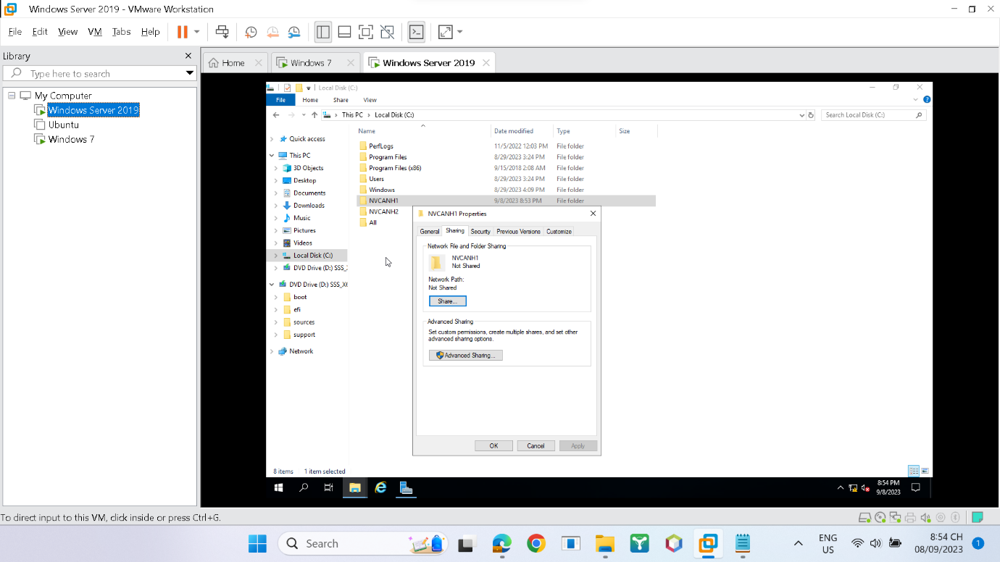 Windows Server 2019 - VMware Workstation
File Edit View VM Tabs Help
Library
Type here to search
My Computer
Windows Server 2019
Ubuntu
Windows 7
Home
Windows 7
Windows Server 2019
Local Disk (C:)
File Home Share View
This PC > Local Disk (C:)
Search Local Disk (C:)
Quick access
This PC
3D Objects
Desktop
Documents
Downloads
Music
Pictures
Videos
Local Disk (C:)
DVD Drive (D:) SSS_
DVD Drive (D:) SSS_X6
boot
efi
sources
support
Network
Name Date modified Type Size
PerfLogs 11/5/2022 12:03 PM File folder
Program Files 8/29/2023 3:24 PM File folder
Program Files (x86) 9/15/2018 2:08 AM File folder
Users 8/29/2023 3:24 PM File folder
Windows 8/29/2023 4:09 PM File folder
NVCANH1 9/8/2023 8:53 PM File folder
NVCANH2
All
NVCANH1 Properties
General Sharing Security Previous Versions Customize
Network File and Folder Sharing
NVCANH1
Not Shared
Network Path:
Not Shared
Share...
Advanced Sharing
Set custom permissions, create multiple shares, and set other
advanced sharing options.
Advanced Sharing...
OK Cancel Apply
8 items 1 item selected
8:54 PM
9/8/2023
To direct input to this VM, click inside or press Ctrl+G.
Search
ENG
US
8:54 CH
08/09/2023
1